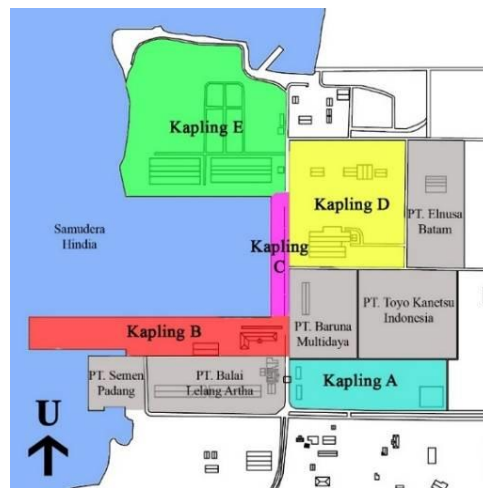 Kapling E
Kapling D
PT. Elnusa
Batam
Samudera
Hindia
Kapling
C
Kapling B
PT. Baruna
Multidaya
PT. Toyo Kanetsu
Indonesia
PT. Semen
Padang
PT. Balai
Lelang Artha
Kapling A
U